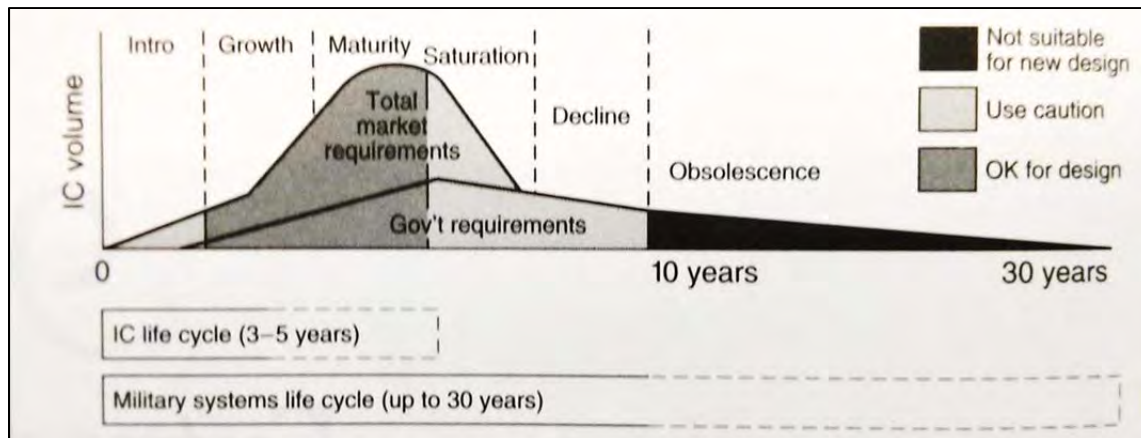 Intro
Growth
Maturity
Saturation
Decline
Obsolescence
Not suitable
for new design
Use caution
OK for design
IC volume
Total
market
requirements
Gov't requirements
0
10 years
30 years
IC life cycle (3–5 years)
Military systems life cycle (up to 30 years)